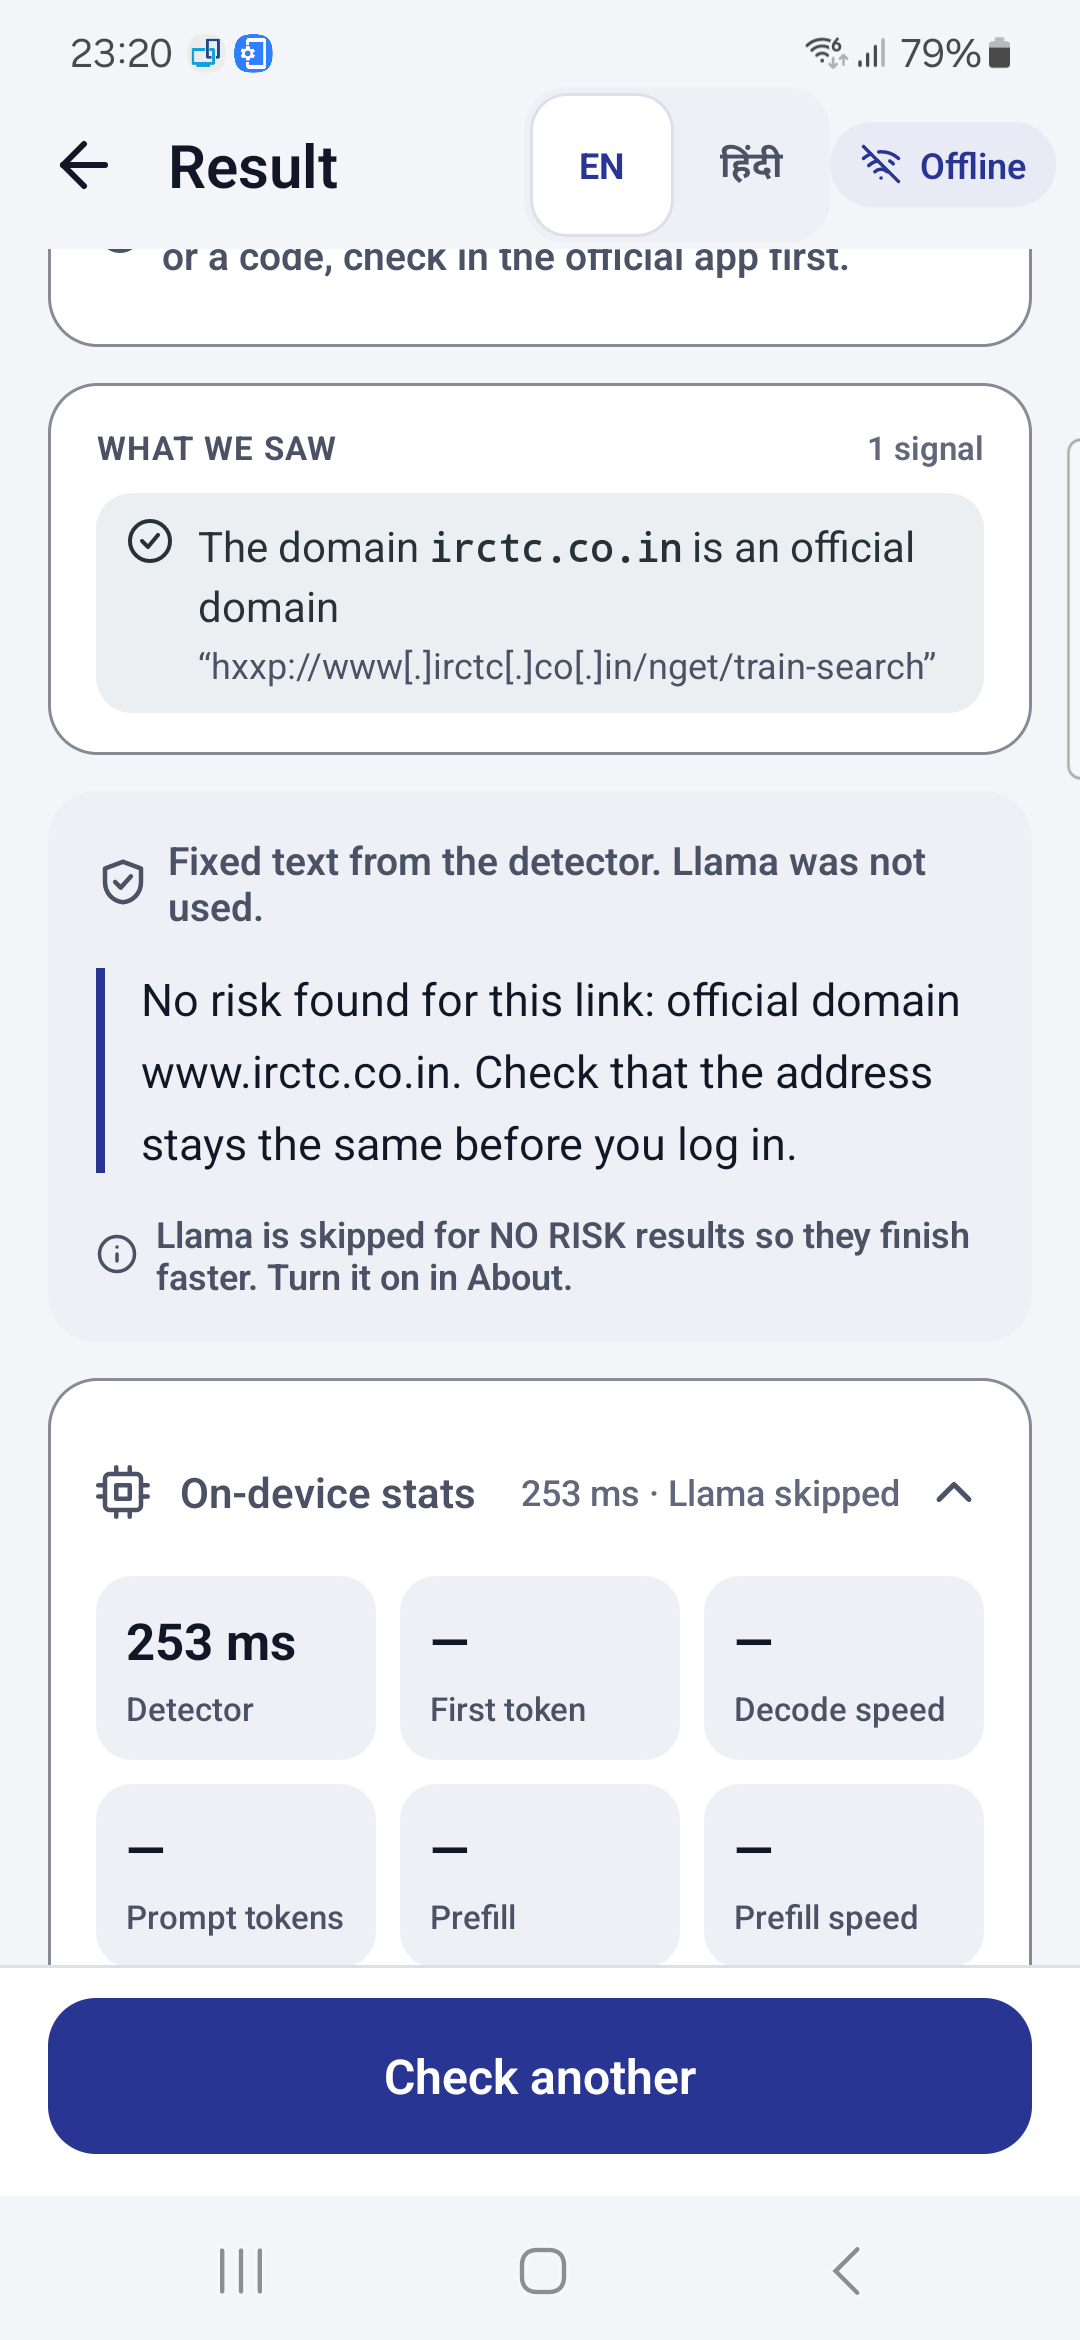 23:20
79%
Result
EN
हिंदी
Offline
or a code, check in the official app first.
WHAT WE SAW
1 signal
The domain irctc.co.in is an official
domain
“hxxp://www[.]irctc[.]co[.]in/nget/train-search”
Fixed text from the detector. Llama was not
used.
No risk found for this link: official domain
www.irctc.co.in. Check that the address
stays the same before you log in.
Llama is skipped for NO RISK results so they finish
faster. Turn it on in About.
On-device stats
253 ms · Llama skipped
253 ms
—
—
Detector
First token
Decode speed
—
—
—
Prompt tokens
Prefill
Prefill speed
Check another